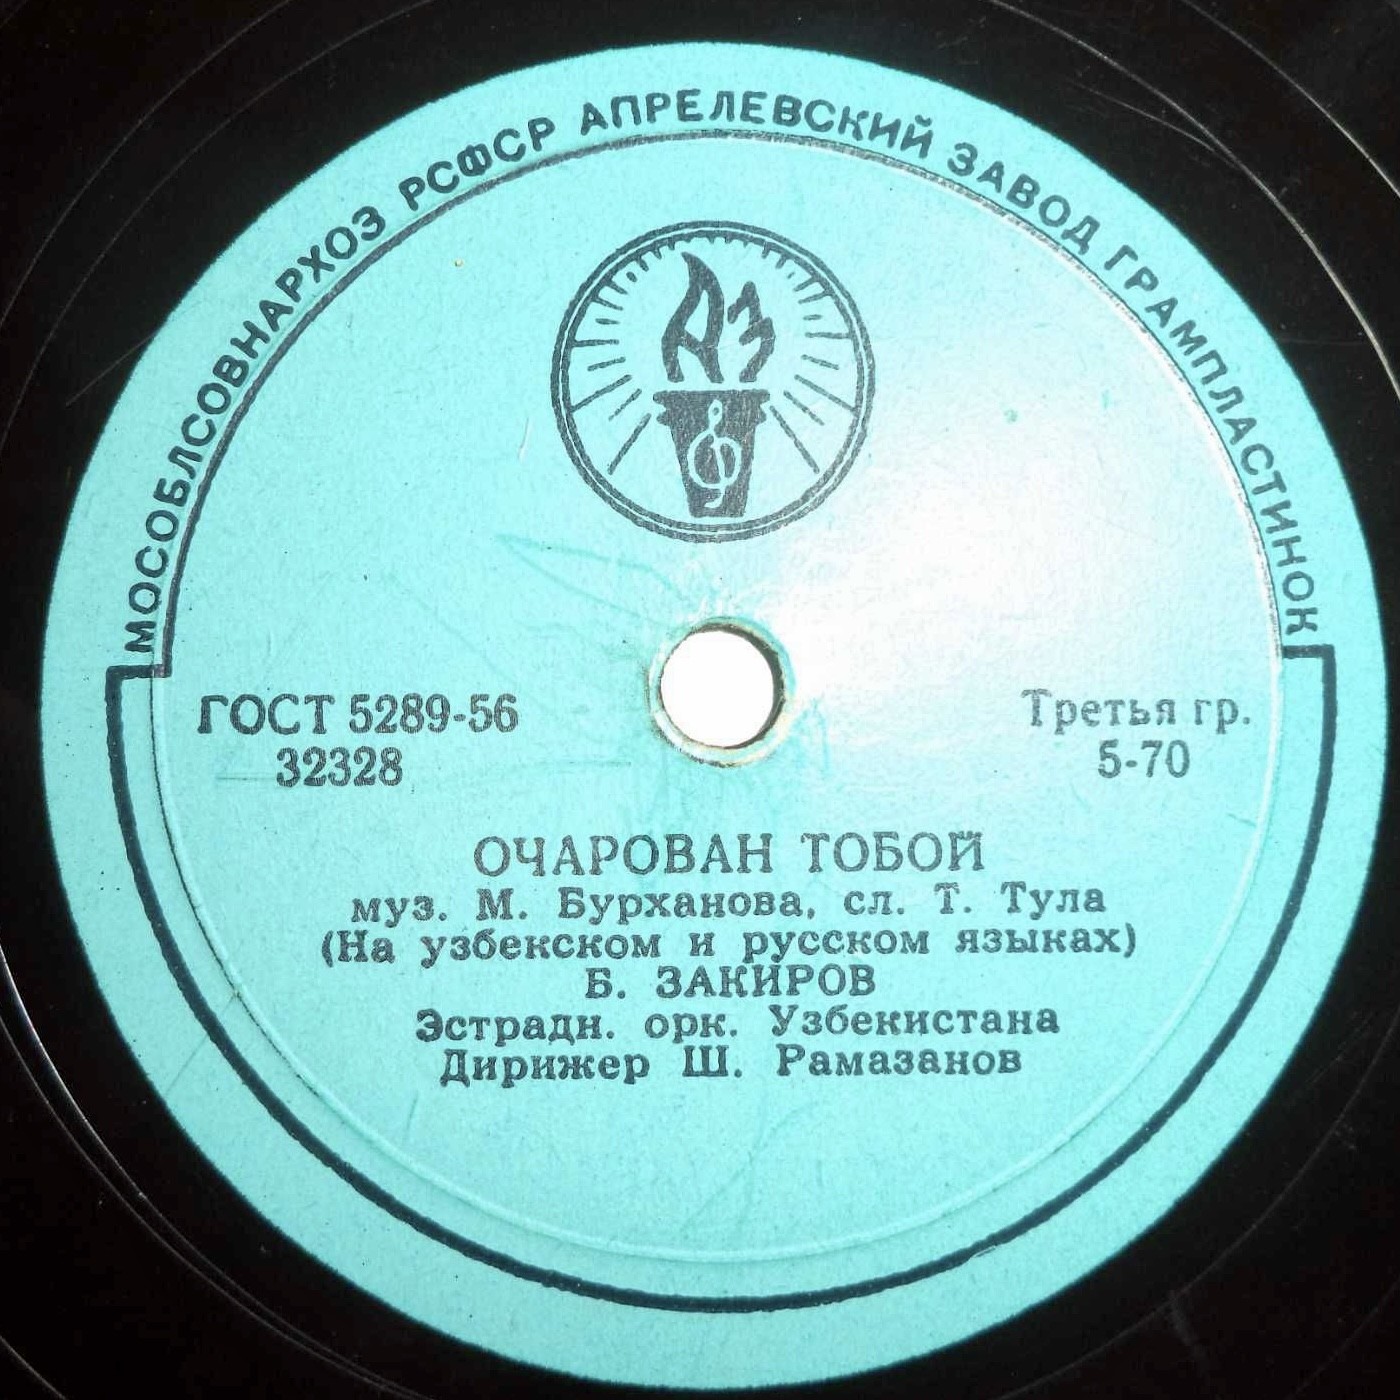 МОСОБЛСОВНАРХОЗ РСФСР АПРЕЛЕВСКИЙ ЗАВОД ГРАМПЛАСТИНОК
АЗ
ГОСТ 5289-56
32328
Третья гр.
5-70
ОЧАРОВАН ТОБОЙ
муз. М. Бурханова, сл. Т. Тула
(На узбекском и русском языках)
Б. ЗАКИРОВ
Эстрадн. орк. Узбекистана
Дирижер Ш. Рамазанов